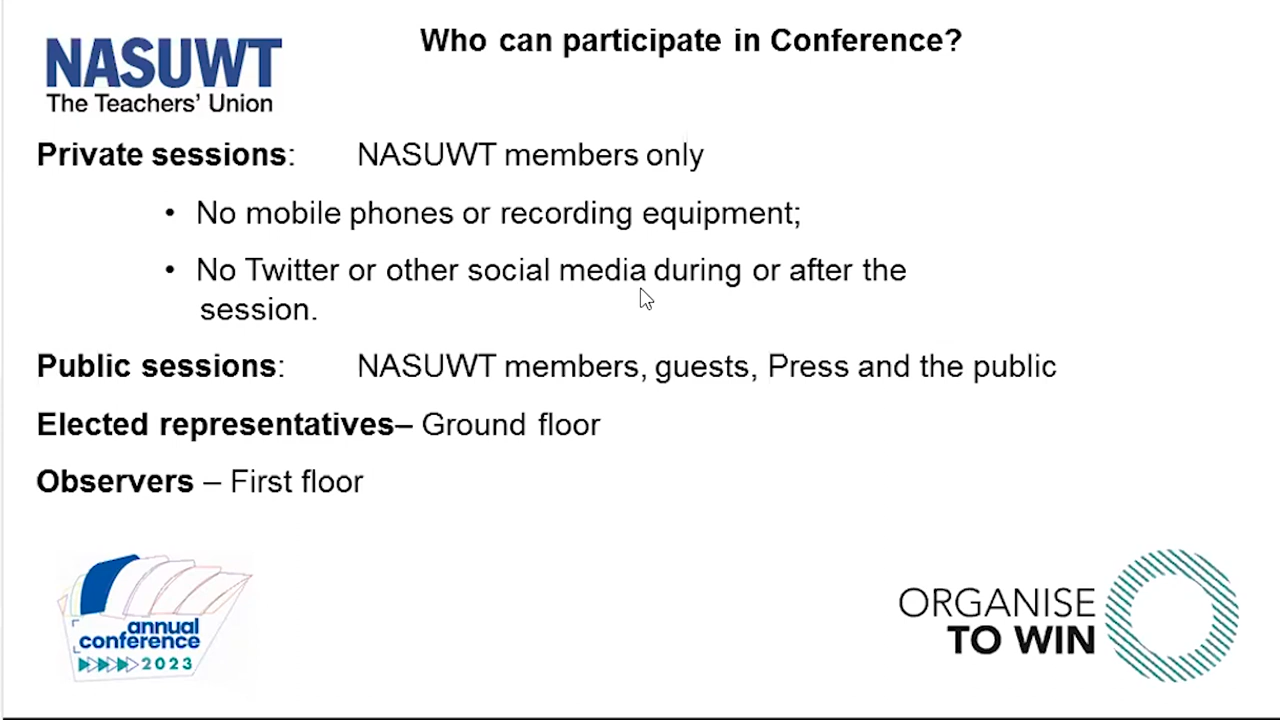 NASUWT
The Teachers' Union
Who can participate in Conference?
Private sessions: NASUWT members only
• No mobile phones or recording equipment;
• No Twitter or other social media during or after the
session.
Public sessions: NASUWT members, guests, Press and the public
Elected representatives– Ground floor
Observers – First floor
annual
conference
2023
ORGANISE
TO WIN